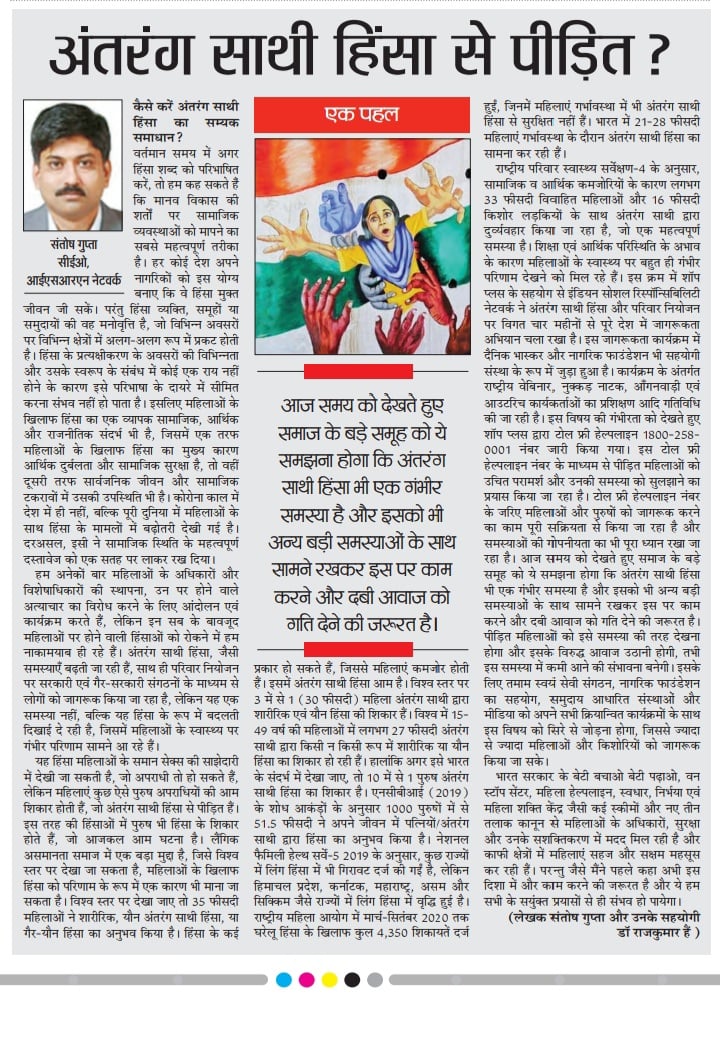 अंतरंग साथी हिंसा से पीड़ित ?
संतोष गुप्ता
सीईओ,
आईएसआरएन नेटवर्क
कैसे करें अंतरंग साथी
हिंसा का सम्यक
समाधान?
वर्तमान समय में अगर
हिंसा शब्द को परिभाषित
करें, तो हम कह सकते हैं
कि मानव विकास की
शर्तों पर सामाजिक
व्यवस्थाओं को मापने का
सबसे महत्वपूर्ण तरीका
है। हर कोई देश अपने
नागरिकों को इस योग्य
बनाए कि वे हिंसा मुक्त
जीवन जी सकें। परंतु हिंसा व्यक्ति, समूहों या
समुदायों की वह मनोवृत्ति है, जो विभिन्न अवसरों
पर विभिन्न क्षेत्रों में अलग-अलग रूप में प्रकट होती
है। हिंसा के प्रत्यक्षीकरण के अवसरों की विभिन्नता
और उसके स्वरूप के संबंध में कोई एक राय नहीं
होने के कारण इसे परिभाषा के दायरे में सीमित
करना संभव नहीं हो पाता है। इसलिए महिलाओं के
खिलाफ हिंसा का एक व्यापक सामाजिक, आर्थिक
और राजनीतिक संदर्भ भी है, जिसमें एक तरफ
महिलाओं के खिलाफ हिंसा का मुख्य कारण
आर्थिक दुर्बलता और सामाजिक सुरक्षा है, तो वहीं
दूसरी तरफ सार्वजनिक जीवन और सामाजिक
टकरावों में उसकी उपस्थिति भी है। कोरोना काल में
देश में ही नहीं, बल्कि पूरी दुनिया में महिलाओं के
साथ हिंसा के मामलों में बढ़ोतरी देखी गई है।
दरअसल, इसी ने सामाजिक स्थिति के महत्वपूर्ण
दस्तावेज को एक सतह पर लाकर रख दिया।
हम अनेकों बार महिलाओं के अधिकारों और
विशेषाधिकारों की स्थापना, उन पर होने वाले
अत्याचार का विरोध करने के लिए आंदोलन एवं
कार्यक्रम करते हैं, लेकिन इन सब के बावजूद
महिलाओं पर होने वाली हिंसाओं को रोकने में हम
नाकामयाब ही रहे हैं। अंतरंग साथी हिंसा, जैसी
समस्याएँ बढ़ती जा रही हैं, साथ ही परिवार नियोजन
पर सरकारी एवं गैर-सरकारी संगठनों के माध्यम से
लोगों को जागरूक किया जा रहा है, लेकिन यह एक
समस्या नहीं, बल्कि यह हिंसा के रूप में बदलती
दिखाई दे रही है, जिसमें महिलाओं के स्वास्थ्य पर
गंभीर परिणाम सामने आ रहे हैं।
यह हिंसा महिलाओं के समान सेक्स की साझेदारी
में देखी जा सकती है, जो अपराधी तो हो सकते हैं,
लेकिन महिलाएं कुछ ऐसे पुरुष अपराधियों की आम
शिकार होती हैं, जो अंतरंग साथी हिंसा से पीड़ित हैं।
इस तरह की हिंसाओं में पुरुष भी हिंसा के शिकार
होते हैं, जो आजकल आम घटना है। लैंगिक
असमानता समाज में एक बड़ा मुद्दा है, जिसे विश्व
स्तर पर देखा जा सकता है, महिलाओं के खिलाफ
हिंसा को परिणाम के रूप में एक कारण भी माना जा
सकता है। विश्व स्तर पर देखा जाए तो 35 फीसदी
महिलाओं ने शारीरिक, यौन अंतरंग साथी हिंसा, या
गैर-यौन हिंसा का अनुभव किया है। हिंसा के कई
एक पहल
आज समय को देखते हुए
समाज के बड़े समूह को ये
समझना होगा कि अंतरंग
साथी हिंसा भी एक गंभीर
समस्या है और इसको भी
अन्य बड़ी समस्याओं के साथ
सामने रखकर इस पर काम
करने और दबी आवाज को
गति देने की जरूरत है।
प्रकार हो सकते हैं, जिससे महिलाएं कमजोर होती
हैं। इसमें अंतरंग साथी हिंसा आम है। विश्व स्तर पर
3 में से 1 (30 फीसदी) महिला अंतरंग साथी द्वारा
शारीरिक एवं यौन हिंसा की शिकार हैं। विश्व में 15-
49 वर्ष की महिलाओं में लगभग 27 फीसदी अंतरंग
साथी द्वारा किसी न किसी रूप में शारीरिक या यौन
हिंसा का शिकार हो रही हैं। हालांकि अगर इसे भारत
के संदर्भ में देखा जाए, तो 10 में से 1 पुरुष अंतरंग
साथी हिंसा का शिकार है। एनसीबीआई (2019)
के शोध आकंड़ों के अनुसार 1000 पुरुषों में से
51.5 फीसदी ने अपने जीवन में पत्नियों/अंतरंग
साथी द्वारा हिंसा का अनुभव किया है। नेशनल
फैमिली हेल्थ सर्वे-5 2019 के अनुसार, कुछ राज्यों
में लिंग हिंसा में भी गिरावट दर्ज की गई है, लेकिन
हिमाचल प्रदेश, कर्नाटक, महाराष्ट्र, असम और
सिक्किम जैसे राज्यों में लिंग हिंसा में वृद्धि हुई है।
राष्ट्रीय महिला आयोग में मार्च-सितंबर 2020 तक
घरेलू हिंसा के खिलाफ कुल 4,350 शिकायतें दर्ज
हुईं, जिनमें महिलाएं गर्भावस्था में भी अंतरंग साथी
हिंसा से सुरक्षित नहीं हैं। भारत में 21-28 फीसदी
महिलाएं गर्भावस्था के दौरान अंतरंग साथी हिंसा का
सामना कर रही हैं।
राष्ट्रीय परिवार स्वास्थ्य सर्वेक्षण-4 के अनुसार,
सामाजिक व आर्थिक कमजोरियों के कारण लगभग
33 फीसदी विवाहित महिलाओं और 16 फीसदी
किशोर लड़कियों के साथ अंतरंग साथी द्वारा
दुर्व्यवहार किया जा रहा है, जो एक महत्वपूर्ण
समस्या है। शिक्षा एवं आर्थिक परिस्थिति के अभाव
के कारण महिलाओं के स्वास्थ्य पर बहुत ही गंभीर
परिणाम देखने को मिल रहे हैं। इस क्रम में शॉप
प्लस के सहयोग से इंडियन सोशल रिस्पॉन्सिबिलिटी
नेटवर्क ने अंतरंग साथी हिंसा और परिवार नियोजन
पर विगत चार महीनों से पूरे देश में जागरूकता
अभियान चला रखा है। इस जागरूकता कार्यक्रम में
दैनिक भास्कर और नागरिक फाउंडेशन भी सहयोगी
संस्था के रूप में जुड़ा हुआ है। कार्यक्रम के अंतर्गत
राष्ट्रीय वेबिनार, नुक्कड़ नाटक, आँगनवाड़ी एवं
आउटरिच कार्यकर्ताओं का प्रशिक्षण आदि गतिविधि
की जा रही है। इस विषय की गंभीरता को देखते हुए
शॉप प्लस द्वारा टोल फ्री हेल्पलाइन 1800-258-
0001 नंबर जारी किया गया। इस टोल फ्री
हेल्पलाइन नंबर के माध्यम से पीड़ित महिलाओं को
उचित परामर्श और उनकी समस्या को सुलझाने का
प्रयास किया जा रहा है। टोल फ्री हेल्पलाइन नंबर
के जरिए महिलाओं और पुरुषों को जागरूक करने
का काम पूरी सक्रियता से किया जा रहा है और
समस्याओं की गोपनीयता का भी पूरा ध्यान रखा जा
रहा है। आज समय को देखते हुए समाज के बड़े
समूह को ये समझना होगा कि अंतरंग साथी हिंसा
भी एक गंभीर समस्या है और इसको भी अन्य बड़ी
समस्याओं के साथ सामने रखकर इस पर काम
करने और दबी आवाज को गति देने की जरूरत है।
पीड़ित महिलाओं को इसे समस्या की तरह देखना
होगा और इसके विरुद्ध आवाज उठानी होगी, तभी
इस समस्या में कमी आने की संभावना बनेगी। इसके
लिए तमाम स्वयं सेवी संगठन, नागरिक फाउंडेशन
का सहयोग, समुदाय आधारित संस्थाओं और
मीडिया को अपने सभी क्रियान्वित कार्यक्रमों के साथ
इस विषय को सिरे से जोड़ना होगा, जिससे ज्यादा
से ज्यादा महिलाओं और किशोरियों को जागरूक
किया जा सके।
भारत सरकार के बेटी बचाओ बेटी पढ़ाओ, वन
स्टॉप सेंटर, महिला हेल्पलाइन, स्वधार, निर्भया एवं
महिला शक्ति केंद्र जैसी कई स्कीमों और नए तीन
तलाक कानून से महिलाओं के अधिकारों, सुरक्षा
और उनके सशक्तिकरण में मदद मिल रही है और
काफी क्षेत्रों में महिलाएं सहज और सक्षम महसूस
कर रही हैं। परन्तु जैसे मैंने पहले कहा अभी इस
दिशा में और काम करने की जरूरत है और ये हम
सभी के सयुंक्त प्रयासों से ही संभव हो पायेगा।
(लेखक संतोष गुप्ता और उनके सहयोगी
डॉ राजकुमार हैं )